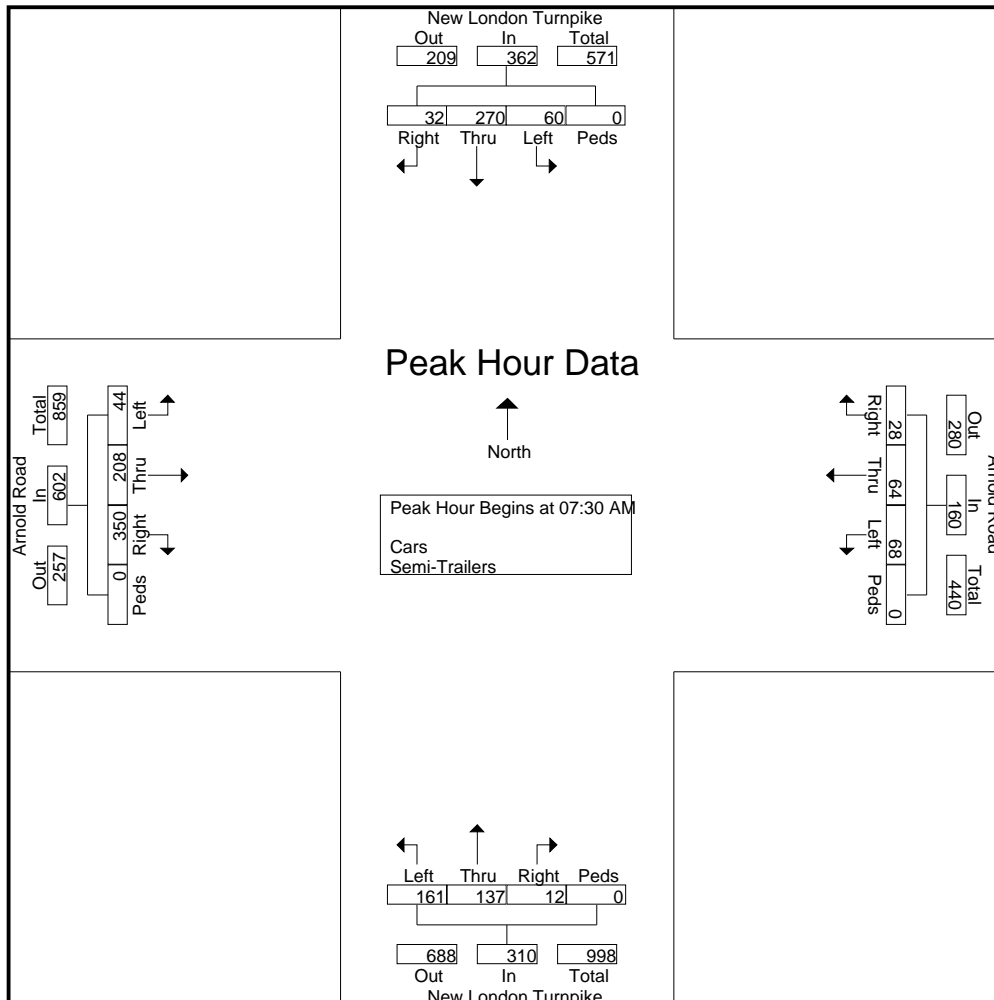 New London Turnpike
Out In Total
209 362 571
32 270 60 0
Right Thru Left Peds
Peak Hour Data
North
Peak Hour Begins at 07:30 AM
Cars
Semi-Trailers
Arnold Road
Out In Total
257 602 859
0 350 208 44
Peds Right Thru Left
Arnold Road
Out In Total
280 160 440
28 64 68 0
Right Thru Left Peds
Left Thru Right Peds
161 137 12 0
688 310 998
Out In Total
New London Turnpike